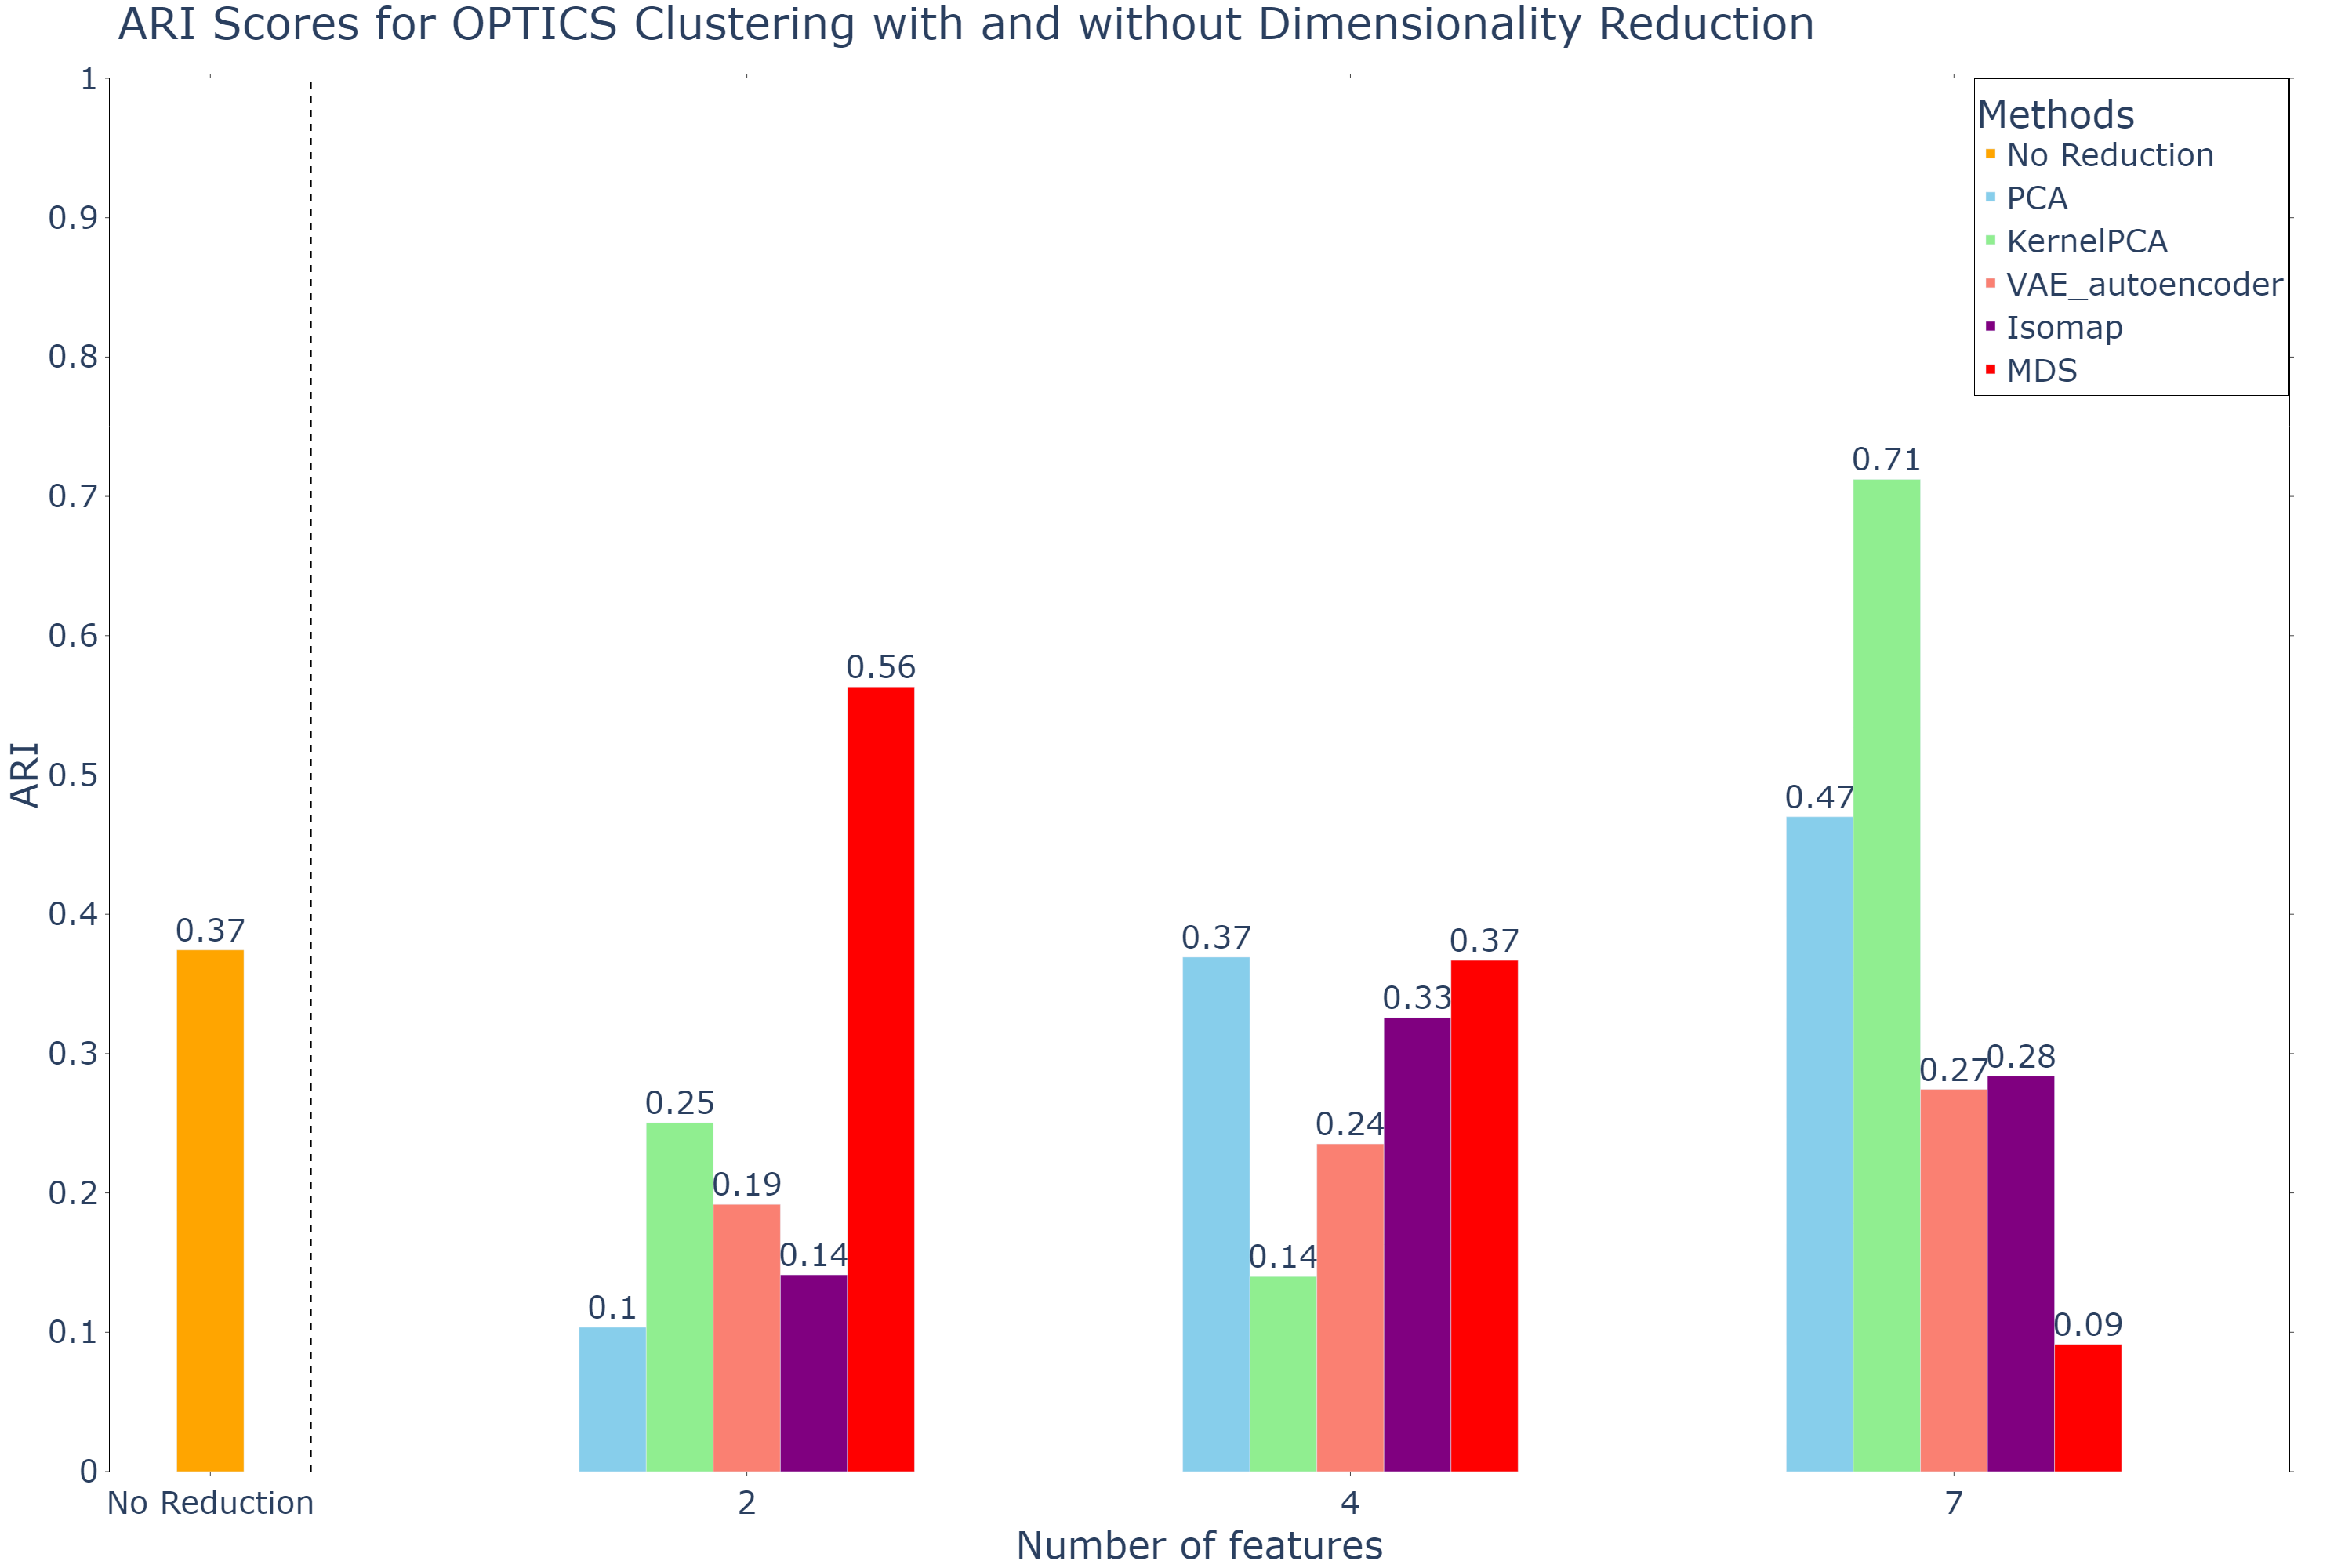 ARI Scores for OPTICS Clustering with and without Dimensionality Reduction
1
0.9
0.8
0.7
0.6
0.5
0.4
0.3
0.2
0.1
0
ARI
Methods
No Reduction
PCA
KernelPCA
VAE_autoencoder
Isomap
MDS
0.37
0.1
0.25
0.19
0.14
0.56
0.37
0.14
0.24
0.33
0.37
0.47
0.71
0.27
0.28
0.09
No Reduction
2
4
7
Number of features